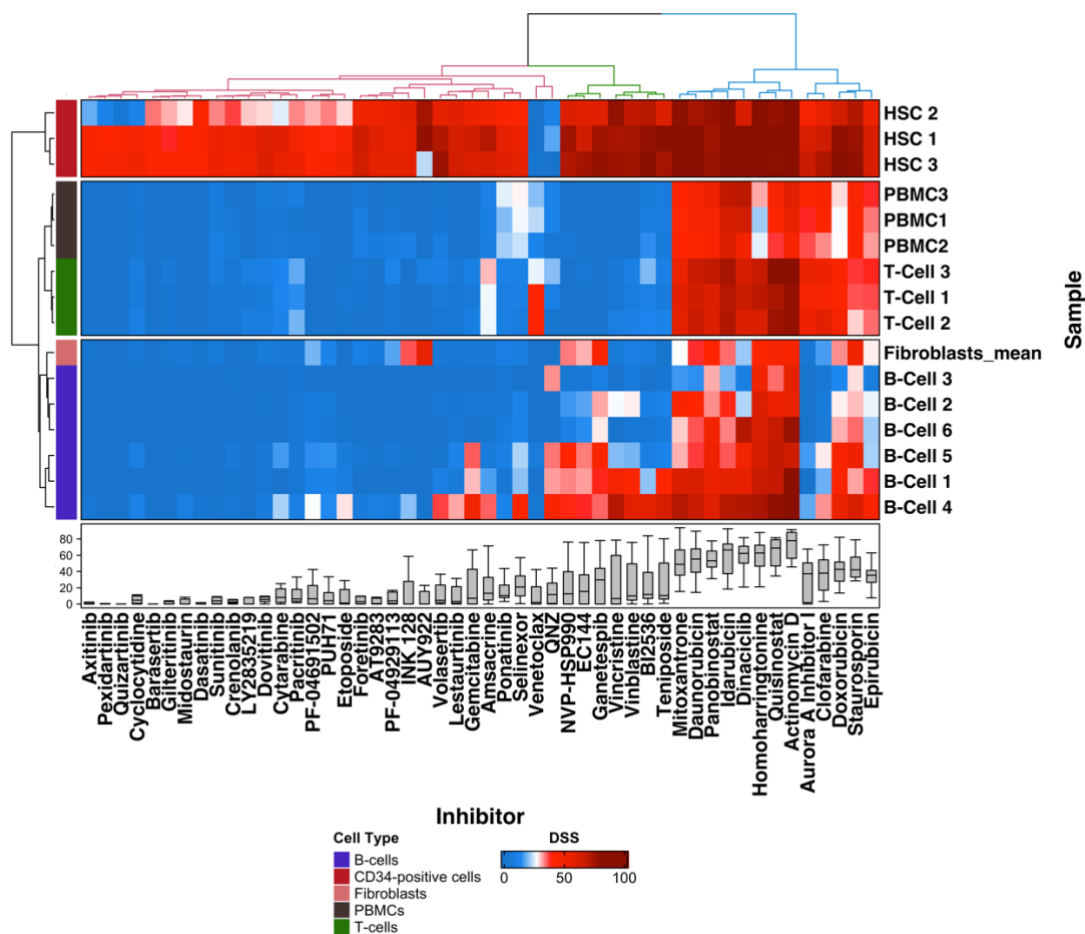 HSC 2
HSC 1
HSC 3
PBMC3
PBMC1
PBMC2
T-Cell 3
T-Cell 1
T-Cell 2
Fibroblasts_mean
B-Cell 3
B-Cell 2
B-Cell 6
B-Cell 5
B-Cell 1
B-Cell 4
Sample
80
60
40
20
0
Axitinib
Pexidartinib
Quizartinib
Cyclocytidine
Barasertib
Gilteritinib
Midostaurin
Dasatinib
Sunitinib
Crenolanib
LY2835219
Dovitinib
Cytarabine
Pacritinib
PF-04691502
PUH71
Etoposide
Foretinib
AT9283
PF-04929113
INK 128
AUY922
Volasertib
Lestaurtinib
Gemcitabine
Amsacrine
Ponatinib
Selinexor
Venetoclax
QNZ
NVP-HSP990
EC144
Ganetespib
Vincristine
Vinblastine
BI2536
Teniposide
Mitoxantrone
Daunorubicin
Panobinostat
Idarubicin
Dinaciclib
Homoharringtonine
Quisinostat
Actinomycin D
Aurora A Inhibitor I
Clofarabine
Doxorubicin
Staurosporin
Epirubicin
Inhibitor
Cell Type
B-cells
CD34-positive cells
Fibroblasts
PBMCs
T-cells
DSS
0 50 100